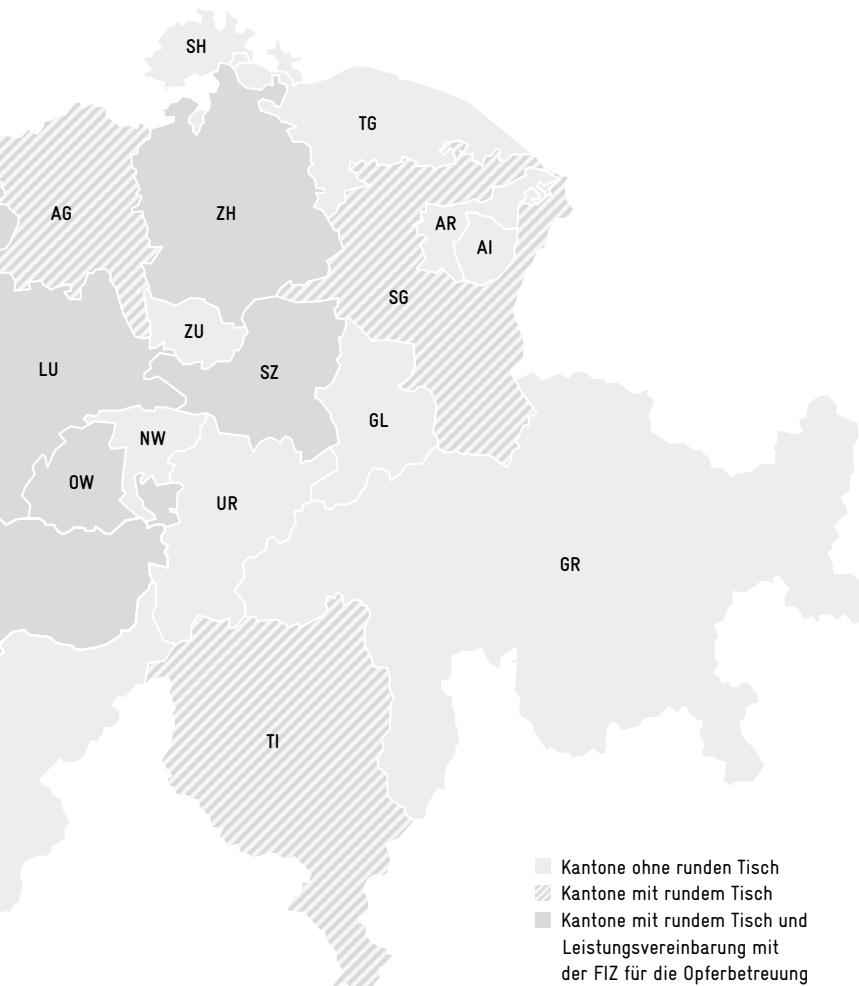 SH
TG
AG
ZH
AR
AI
SG
ZU
LU
SZ
GL
NW
OW
UR
GR
TI
Kantone ohne runden Tisch
Kantone mit rundem Tisch
Kantone mit rundem Tisch und
Leistungsvereinbarung mit
der FIZ für die Opferbetreuung